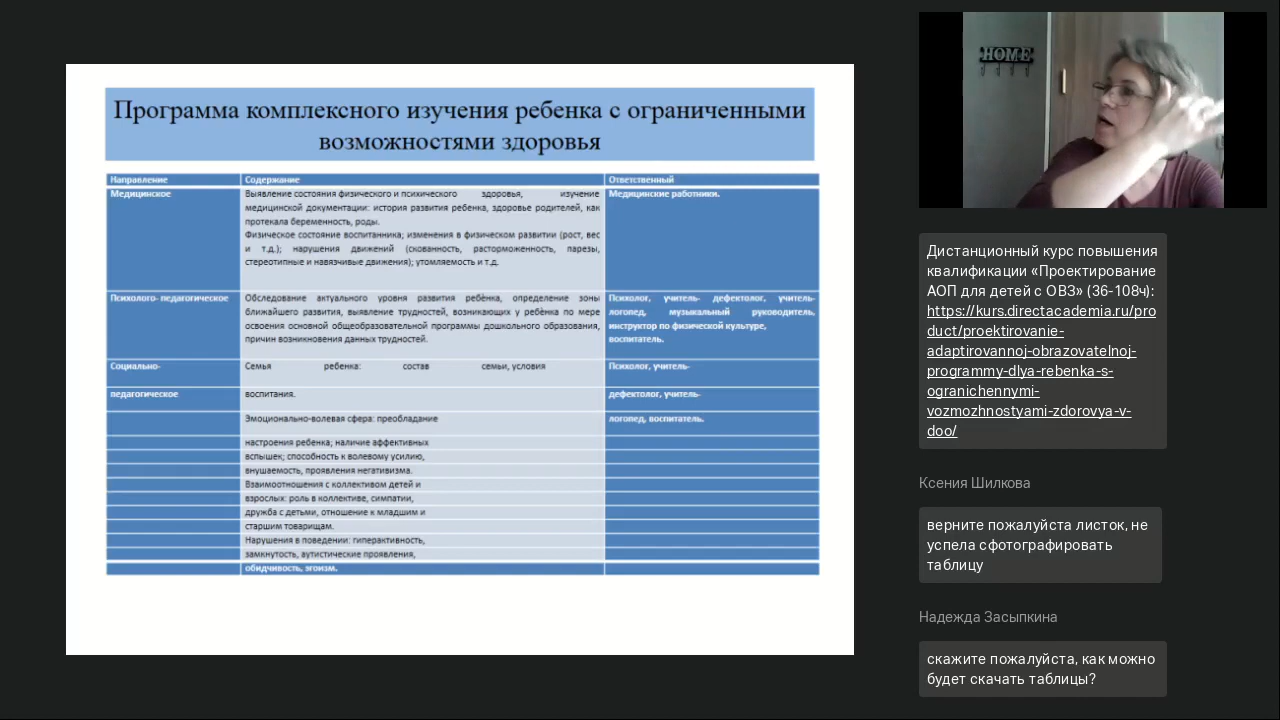 Программа комплексного изучения ребенка с ограниченными
возможностями здоровья
Направление Содержание Ответственный
Медицинское Выявление состояния физического и психического здоровья, изучение Медицинские работники.
медицинской документации: история развития ребенка, здоровье родителей, как
протекала беременность, роды.
Физическое состояние воспитанника; изменения в физическом развитии (рост, вес
и т.д.); нарушения движений (скованность, расторможенность, парезы,
стереотипные и навязчивые движения); утомляемость и т.д.
Психолого- педагогическое Обследование актуального уровня развития ребёнка, определение зоны Психолог, учитель- дефектолог, учитель-
ближайшего развития, выявление трудностей, возникающих у ребёнка по мере логопед, музыкальный руководитель,
освоения основной общеобразовательной программы дошкольного образования, инструктор по физической культуре,
причин возникновения данных трудностей. воспитатель.
Социально- Семья ребенка: состав семьи, условия Психолог, учитель-
педагогическое воспитания. дефектолог, учитель-
Эмоционально-волевая сфера: преобладание логопед, воспитатель.
настроения ребенка; наличие аффективных
вспышек; способность к волевому усилию,
внушаемость, проявления негативизма.
Взаимоотношения с коллективом детей и
взрослых: роль в коллективе, симпатии,
дружба с детьми, отношение к младшим и
старшим товарищам.
Нарушения в поведении: гиперактивность,
замкнутость, аутистические проявления,
обидчивость, эгоизм.
HOME
Дистанционный курс повышения
квалификации «Проектирование
АОП для детей с ОВЗ» (36-108ч):
https://kurs.directacademia.ru/pro
duct/proektirovanie-
adaptirovannoj-obrazovatelnoj-
programmy-dlya-rebenka-s-
ogranichennymi-
vozmozhnostyami-zdorovya-v-
doo/
Ксения Шилкова
верните пожалуйста листок, не
успела сфотографировать
таблицу
Надежда Засыпкина
скажите пожалуйста, как можно
будет скачать таблицы?